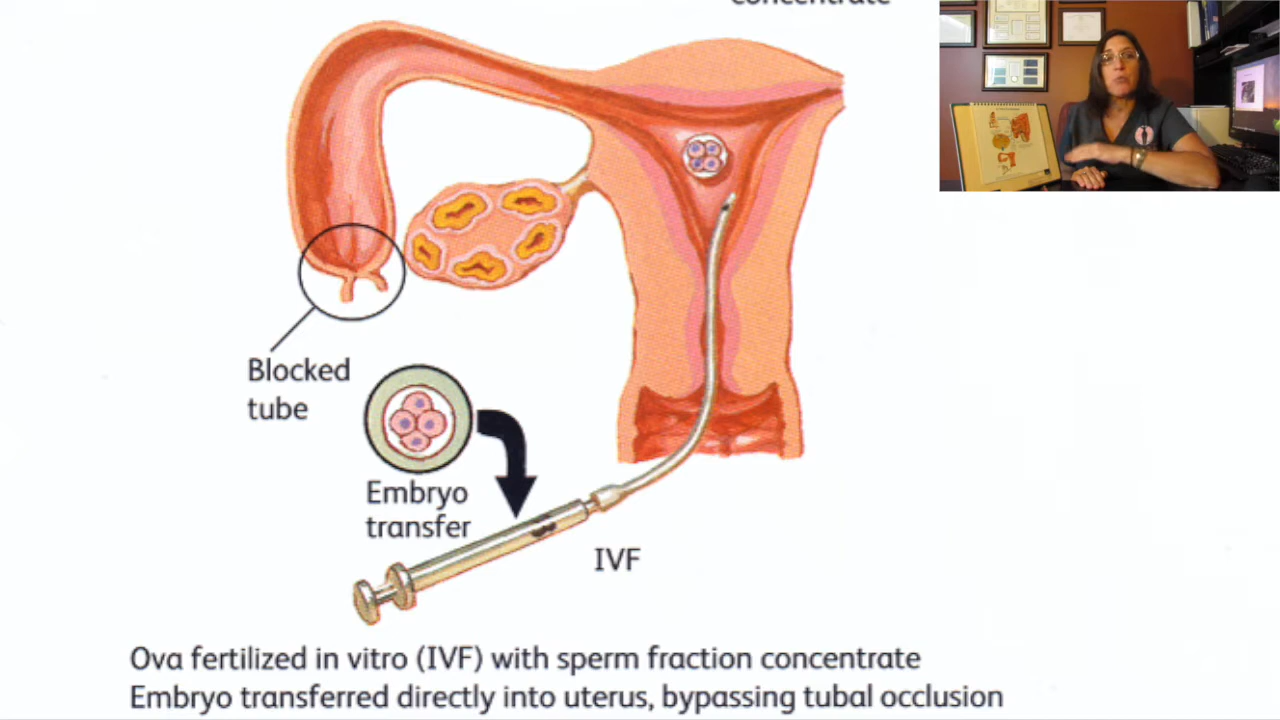 concentrate
Blocked
tube
Embryo
transfer
IVF
Ova fertilized in vitro (IVF) with sperm fraction concentrate
Embryo transferred directly into uterus, bypassing tubal occlusion